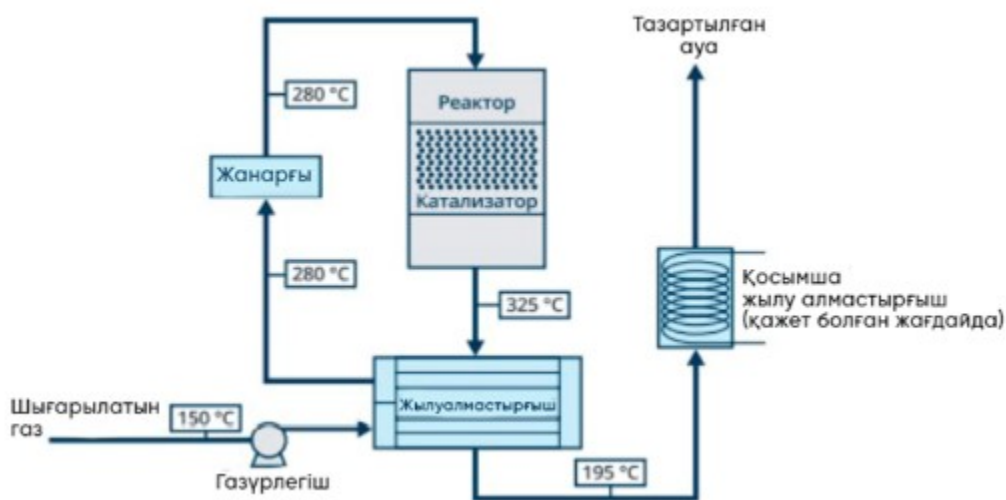 Тазартылған
ауа
280 °C
Реактор
Жанарғы
Катализатор
280 °C
325 °C
Қосымша
жылу алмастырғыш
(қажет болған жағдайда)
Шығарылатын
газ
150 °C
Жылуалмастырғыш
Газүрлегіш
195 °C